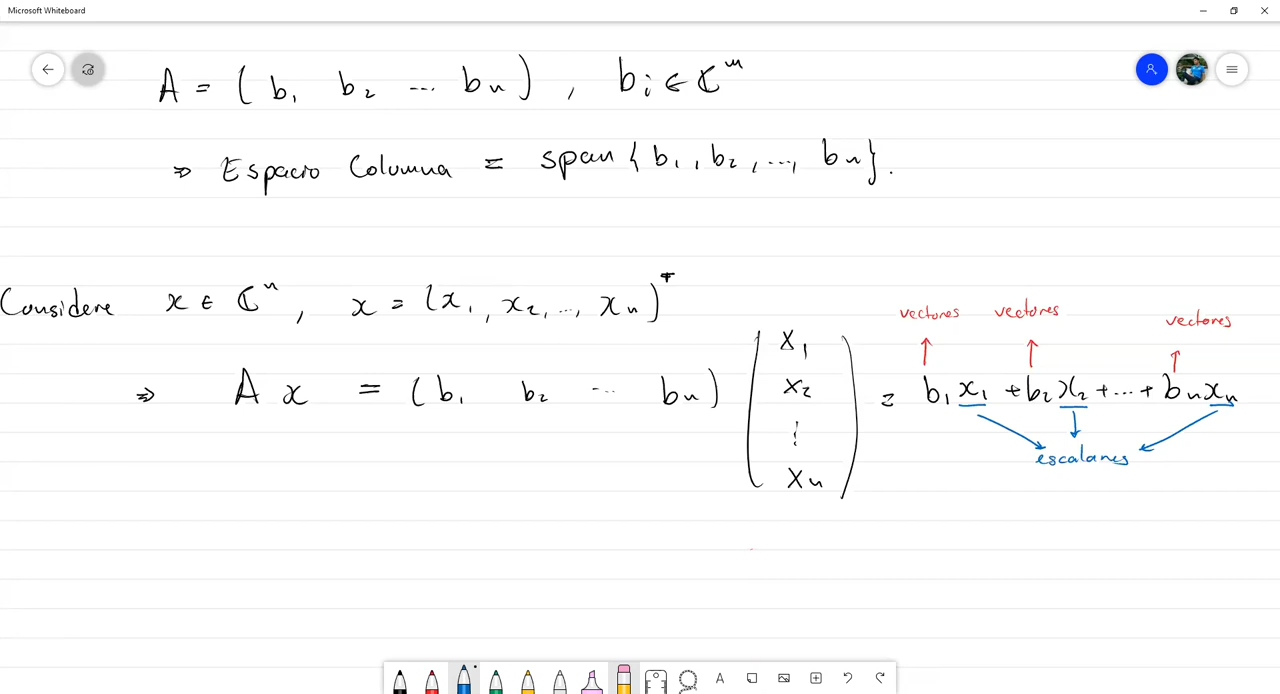 Microsoft Whiteboard
A = ( b₁ b₂ ... bₙ ) , bᵢ ∈ ℂᵐ
⇒ Espacio Columna = span { b₁, b₂, ..., bₙ }.
Considere x ∈ ℂⁿ, x = (x₁, x₂, ..., xₙ)ᵀ
vectores vectores vectores
⇒ A x = ( b₁ b₂ ... bₙ ) ( x₁ x₂ ⋮ xₙ ) = b₁x₁ + b₂x₂ + ... + bₙxₙ
escalares